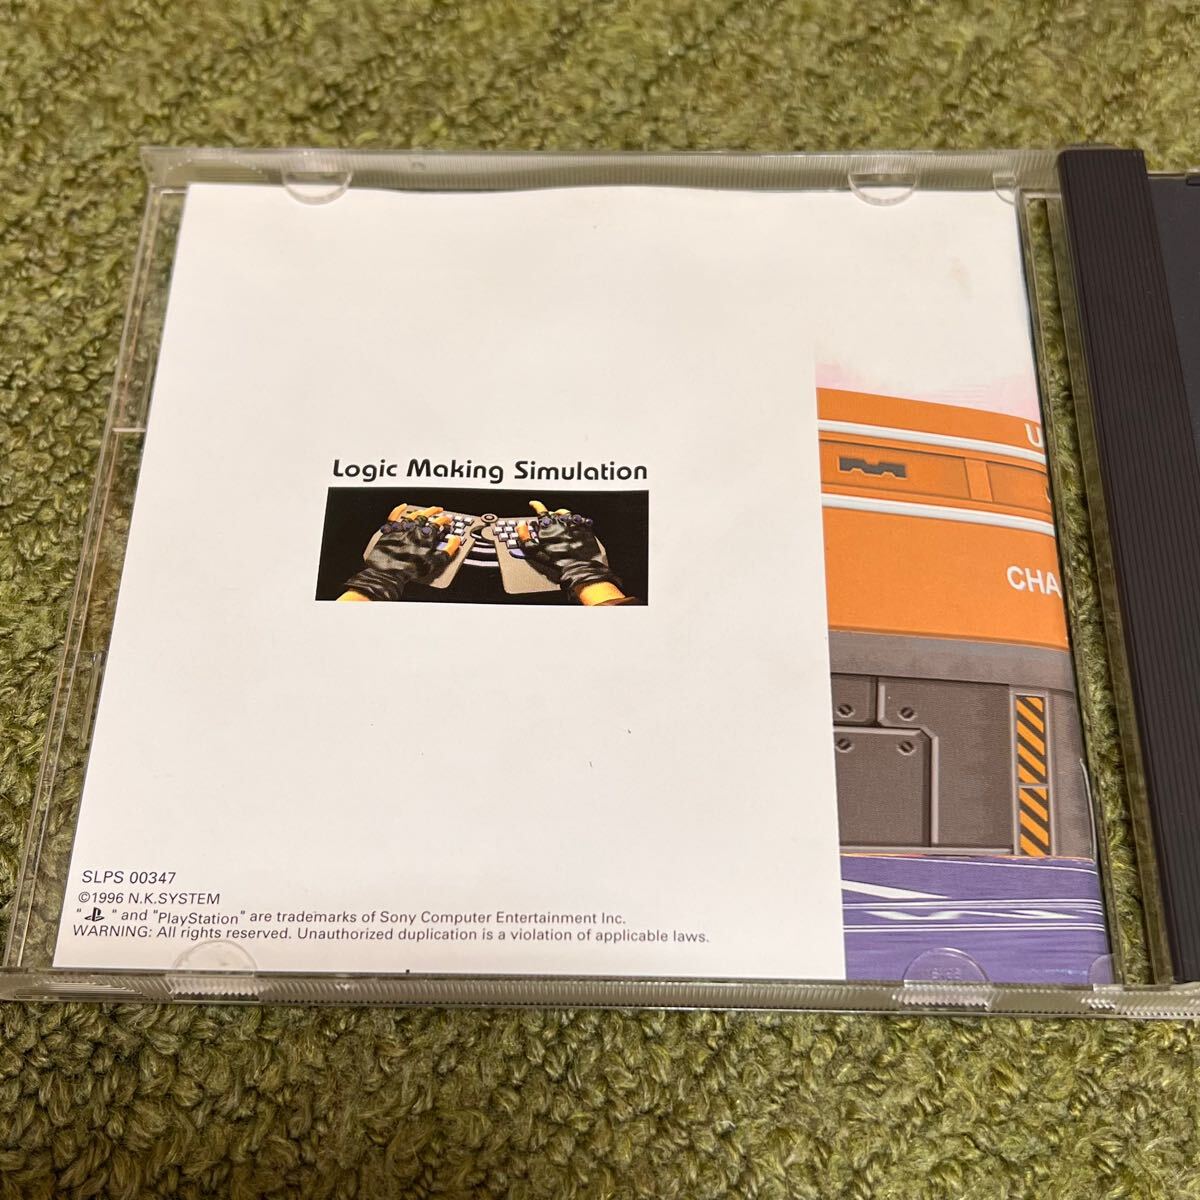 Logic Making Simulation
U
CHA
SLPS 00347
©1996 N.K.SYSTEM
" " and "PlayStation" are trademarks of Sony Computer Entertainment Inc.
WARNING: All rights reserved. Unauthorized duplication is a violation of applicable laws.